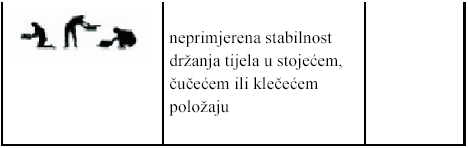 neprimjerena stabilnost
držanja tijela u stojećem,
čučećem ili klečećem
položaju